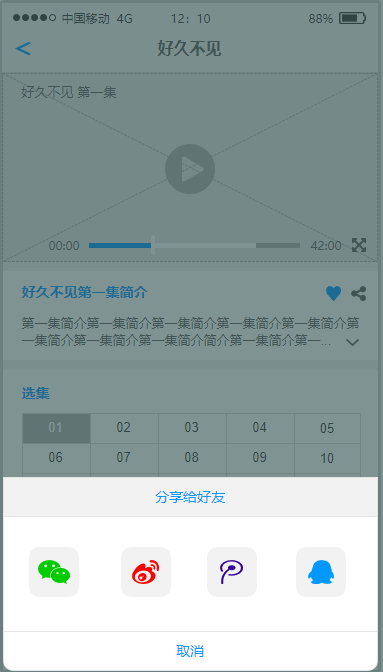 中国移动 4G 12：10 88%
< 好久不见
好久不见 第一集
00:00 42:00
好久不见第一集简介
第一集简介第一集简介第一集简介第一集简介第一集简介第
一集简介第一集简介第一集简介简介第一集简介第一...
选集
01 02 03 04 05
06 07 08 09 10
分享给好友
取消